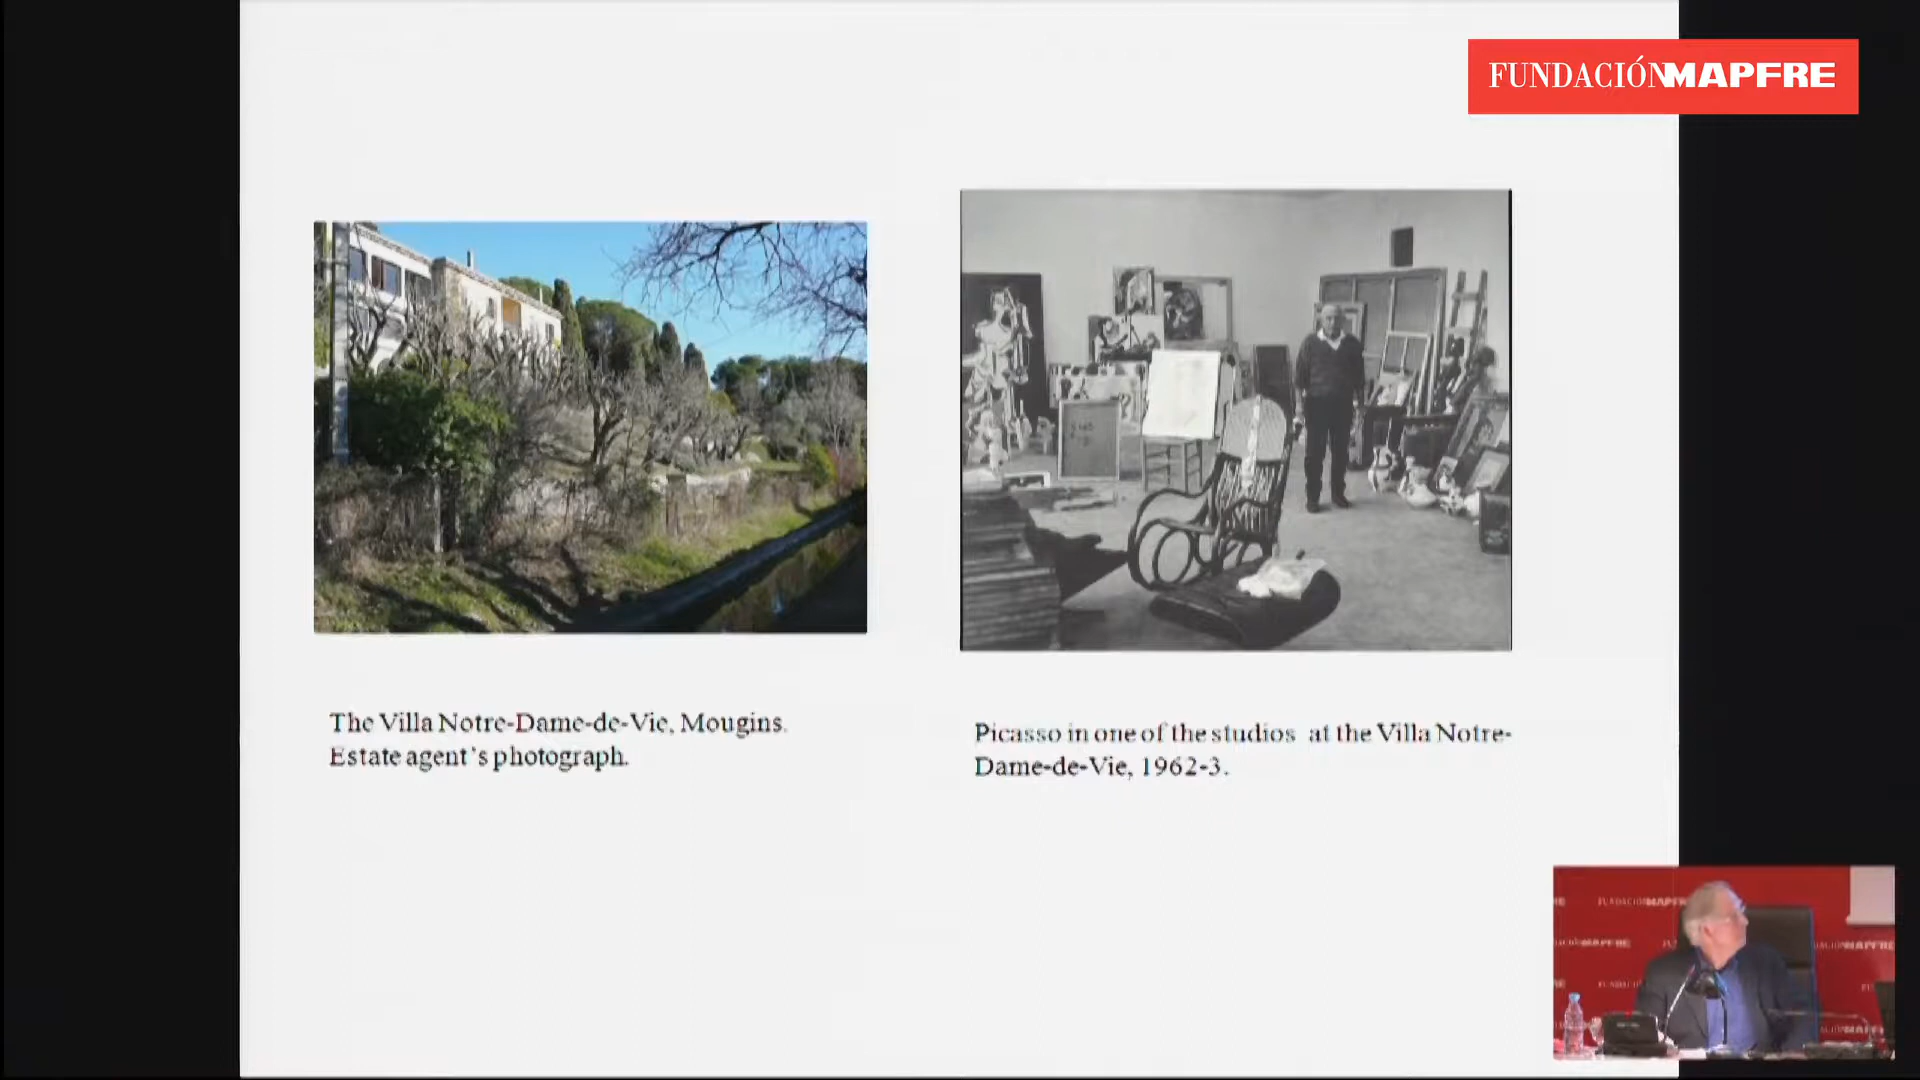 FUNDACIÓNMAPFRE
The Villa Notre-Dame-de-Vie, Mougins.
Estate agent's photograph.
Picasso in one of the studios at the Villa Notre-
Dame-de-Vie, 1962-3.
FUNDACIÓNMAPFRE